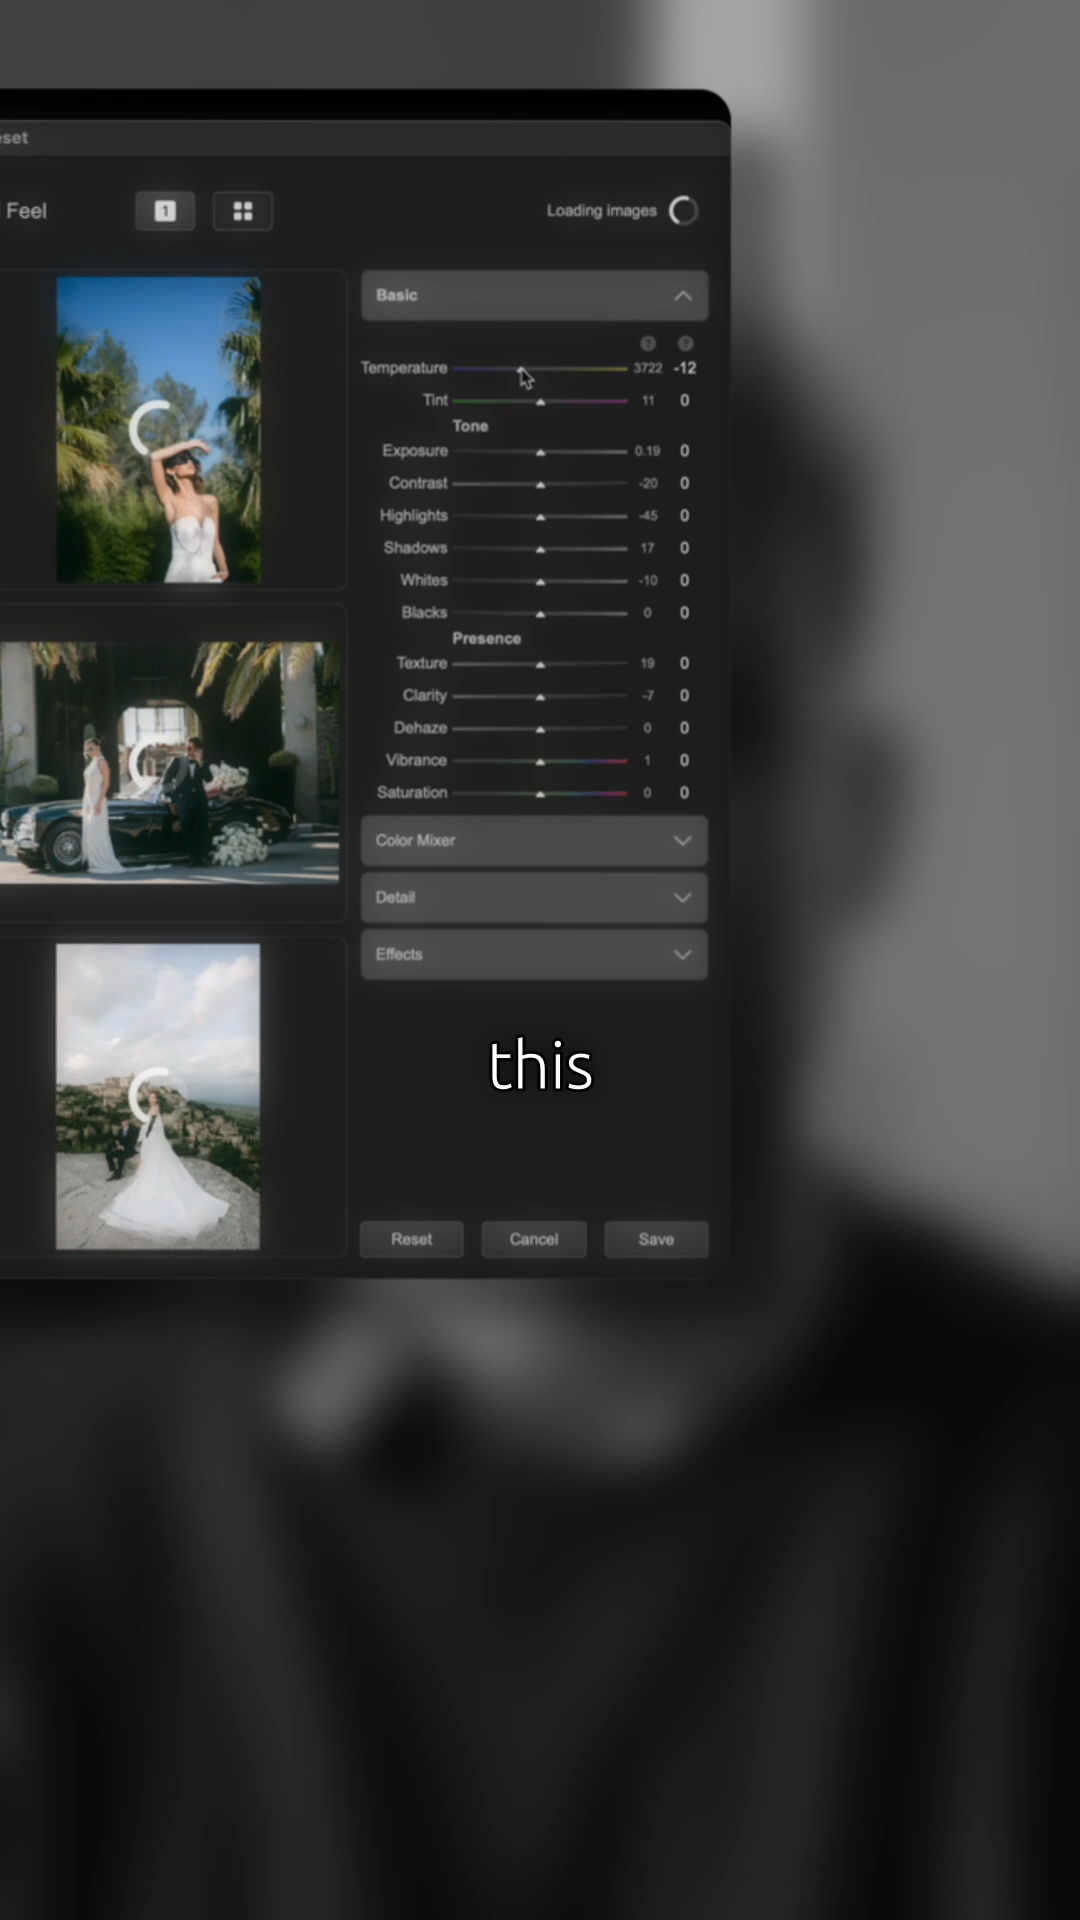 eset
Feel
1
Loading images
Basic
? ?
Temperature 3722 -12
Tint 11 0
Tone
Exposure 0.19 0
Contrast -20 0
Highlights -45 0
Shadows 17 0
Whites -10 0
Blacks 0 0
Presence
Texture 19 0
Clarity -7 0
Dehaze 0 0
Vibrance 1 0
Saturation 0 0
Color Mixer
Detail
Effects
this
Reset Cancel Save